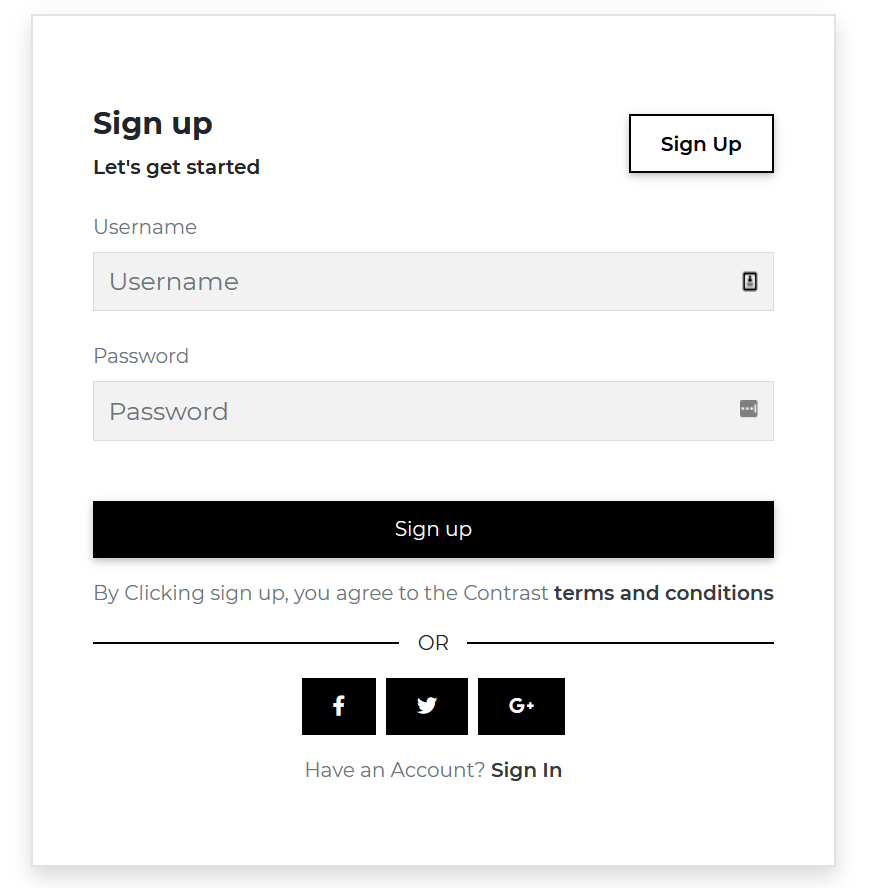 Sign up
Sign Up
Let's get started
Username
Username
Password
Password
Sign up
By Clicking sign up, you agree to the Contrast terms and conditions
OR
f
G+
Have an Account? Sign In